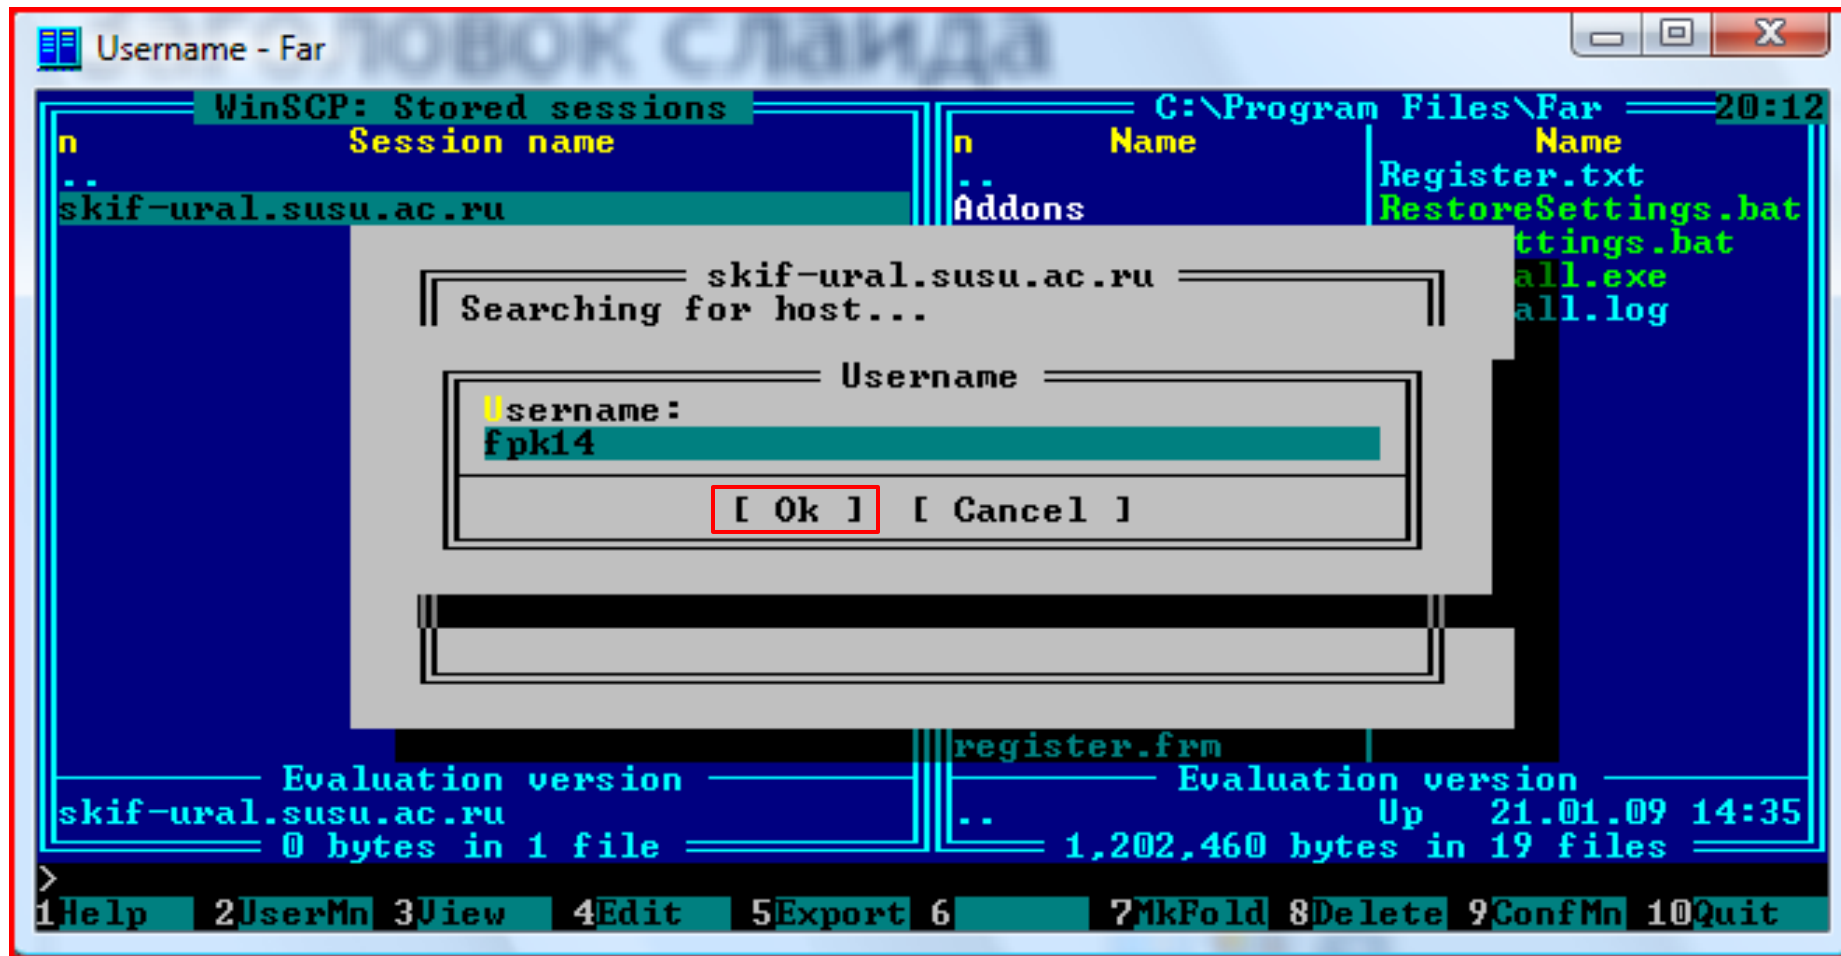 Username - Far
WinSCP: Stored sessions
n Session name
..
skif-ural.susu.ac.ru
C:\Program Files\Far 20:12
n Name Name
.. Register.txt
Addons RestoreSettings.bat
ttings.bat
all.exe
all.log
skif-ural.susu.ac.ru
Searching for host...
Username
Username:
fpk14
[ Ok ] [ Cancel ]
register.frm
Evaluation version
skif-ural.susu.ac.ru
0 bytes in 1 file
Evaluation version
.. Up 21.01.09 14:35
1,202,460 bytes in 19 files
>
1Help 2UserMn 3View 4Edit 5Export 6 7MkFold 8Delete 9ConfMn 10Quit